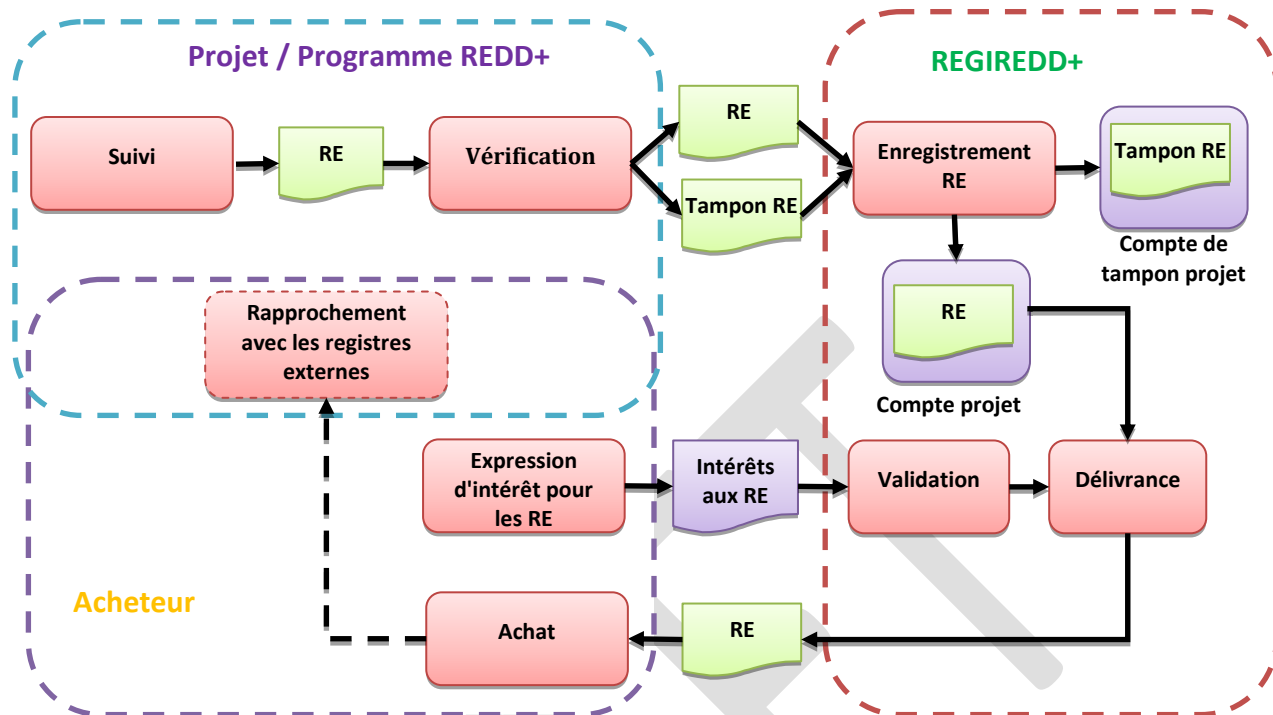 Projet / Programme REDD+
REGIREDD+
Suivi
RE
Vérification
RE
Tampon RE
Enregistrement
RE
Tampon RE
Compte de
tampon projet
Rapprochement
avec les registres
externes
RE
Compte projet
Expression
d'intérêt pour
les RE
Intérêts
aux RE
Validation
Délivrance
Acheteur
Achat
RE